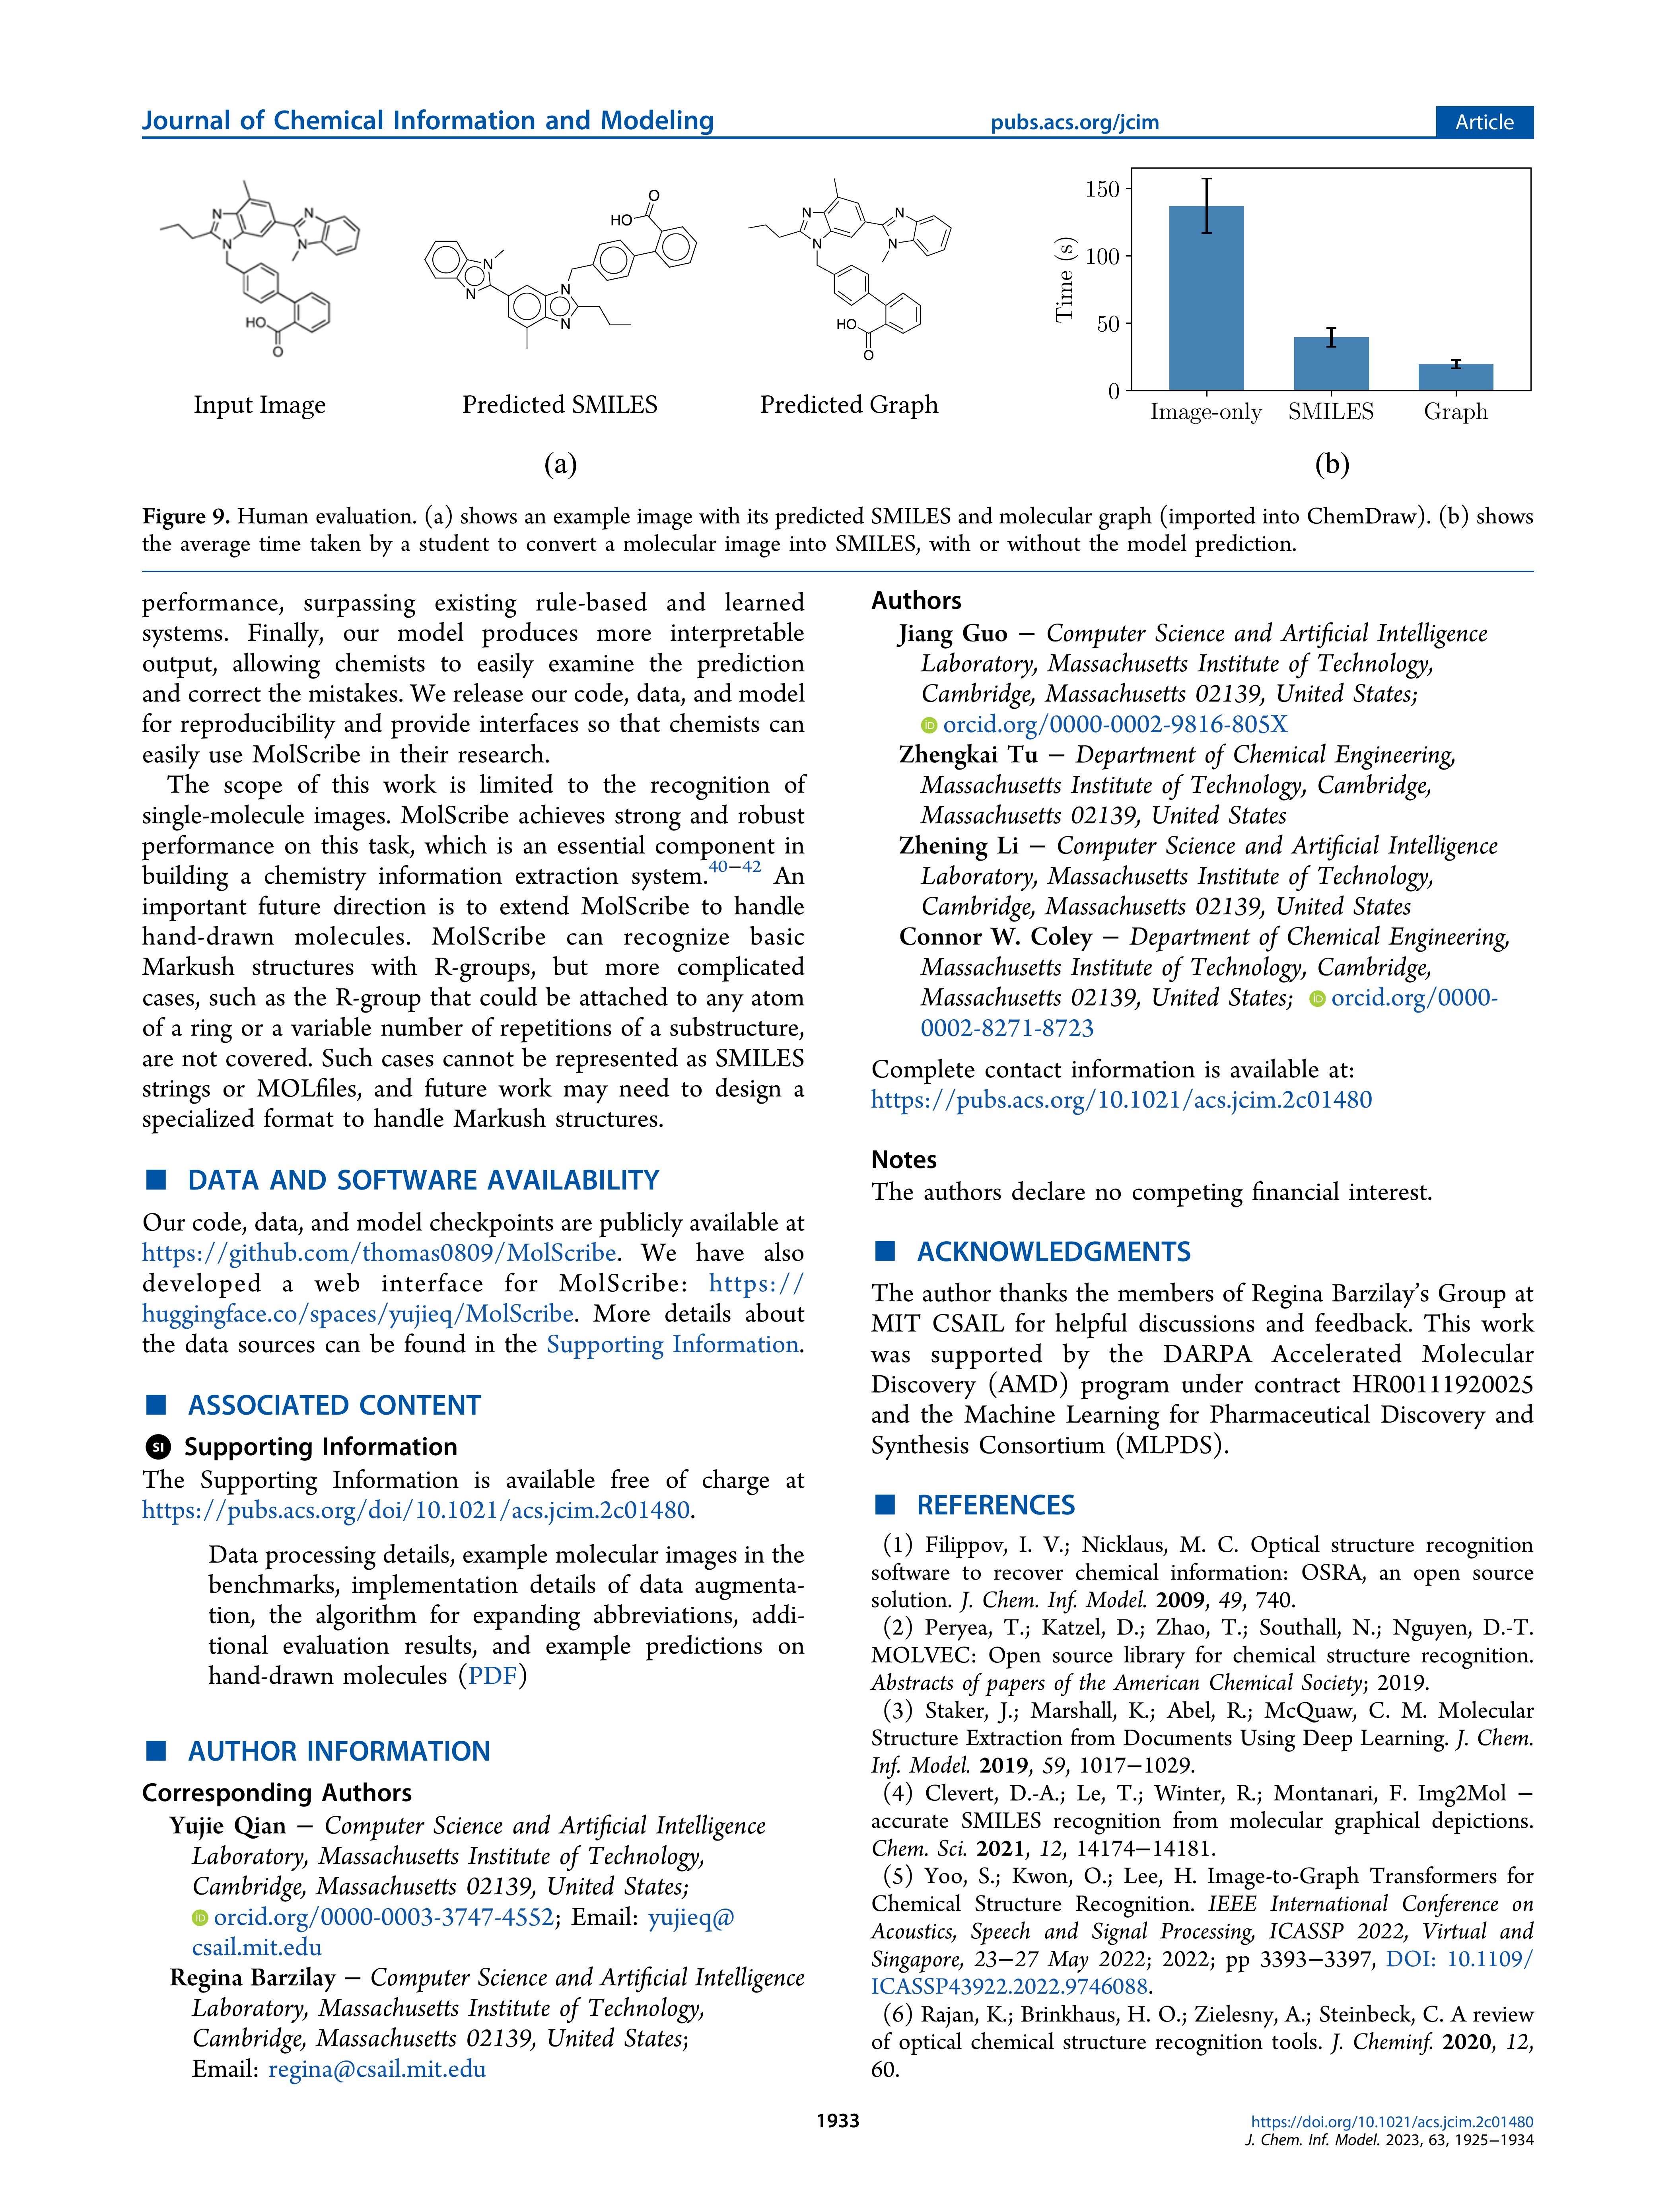 Journal of Chemical Information and Modeling
pubs.acs.org/jcim
Article
N
N
N
N
HO
O
Input Image
O
HO
N
N
N
N
Predicted SMILES
N
N
N
N
HO
O
Predicted Graph
(a)
Time (s)
150
100
50
0
Image-only SMILES Graph
(b)
Figure 9. Human evaluation. (a) shows an example image with its predicted SMILES and molecular graph (imported into ChemDraw). (b) shows
the average time taken by a student to convert a molecular image into SMILES, with or without the model prediction.
performance, surpassing existing rule-based and learned
systems. Finally, our model produces more interpretable
output, allowing chemists to easily examine the prediction
and correct the mistakes. We release our code, data, and model
for reproducibility and provide interfaces so that chemists can
easily use MolScribe in their research.
The scope of this work is limited to the recognition of
single-molecule images. MolScribe achieves strong and robust
performance on this task, which is an essential component in
building a chemistry information extraction system.40−42 An
important future direction is to extend MolScribe to handle
hand-drawn molecules. MolScribe can recognize basic
Markush structures with R-groups, but more complicated
cases, such as the R-group that could be attached to any atom
of a ring or a variable number of repetitions of a substructure,
are not covered. Such cases cannot be represented as SMILES
strings or MOLfiles, and future work may need to design a
specialized format to handle Markush structures.
■ DATA AND SOFTWARE AVAILABILITY
Our code, data, and model checkpoints are publicly available at
https://github.com/thomas0809/MolScribe. We have also
developed a web interface for MolScribe: https://
huggingface.co/spaces/yujieq/MolScribe. More details about
the data sources can be found in the Supporting Information.
■ ASSOCIATED CONTENT
SI Supporting Information
The Supporting Information is available free of charge at
https://pubs.acs.org/doi/10.1021/acs.jcim.2c01480.
Data processing details, example molecular images in the
benchmarks, implementation details of data augmenta-
tion, the algorithm for expanding abbreviations, addi-
tional evaluation results, and example predictions on
hand-drawn molecules (PDF)
■ AUTHOR INFORMATION
Corresponding Authors
Yujie Qian − Computer Science and Artificial Intelligence
Laboratory, Massachusetts Institute of Technology,
Cambridge, Massachusetts 02139, United States;
iD orcid.org/0000-0003-3747-4552; Email: yujieq@
csail.mit.edu
Regina Barzilay − Computer Science and Artificial Intelligence
Laboratory, Massachusetts Institute of Technology,
Cambridge, Massachusetts 02139, United States;
Email: regina@csail.mit.edu
Authors
Jiang Guo − Computer Science and Artificial Intelligence
Laboratory, Massachusetts Institute of Technology,
Cambridge, Massachusetts 02139, United States;
iD orcid.org/0000-0002-9816-805X
Zhengkai Tu − Department of Chemical Engineering,
Massachusetts Institute of Technology, Cambridge,
Massachusetts 02139, United States
Zhening Li − Computer Science and Artificial Intelligence
Laboratory, Massachusetts Institute of Technology,
Cambridge, Massachusetts 02139, United States
Connor W. Coley − Department of Chemical Engineering,
Massachusetts Institute of Technology, Cambridge,
Massachusetts 02139, United States; iD orcid.org/0000-
0002-8271-8723
Complete contact information is available at:
https://pubs.acs.org/10.1021/acs.jcim.2c01480
Notes
The authors declare no competing financial interest.
■ ACKNOWLEDGMENTS
The author thanks the members of Regina Barzilay’s Group at
MIT CSAIL for helpful discussions and feedback. This work
was supported by the DARPA Accelerated Molecular
Discovery (AMD) program under contract HR00111920025
and the Machine Learning for Pharmaceutical Discovery and
Synthesis Consortium (MLPDS).
■ REFERENCES
(1) Filippov, I. V.; Nicklaus, M. C. Optical structure recognition
software to recover chemical information: OSRA, an open source
solution. J. Chem. Inf. Model. 2009, 49, 740.
(2) Peryea, T.; Katzel, D.; Zhao, T.; Southall, N.; Nguyen, D.-T.
MOLVEC: Open source library for chemical structure recognition.
Abstracts of papers of the American Chemical Society; 2019.
(3) Staker, J.; Marshall, K.; Abel, R.; McQuaw, C. M. Molecular
Structure Extraction from Documents Using Deep Learning. J. Chem.
Inf. Model. 2019, 59, 1017−1029.
(4) Clevert, D.-A.; Le, T.; Winter, R.; Montanari, F. Img2Mol −
accurate SMILES recognition from molecular graphical depictions.
Chem. Sci. 2021, 12, 14174−14181.
(5) Yoo, S.; Kwon, O.; Lee, H. Image-to-Graph Transformers for
Chemical Structure Recognition. IEEE International Conference on
Acoustics, Speech and Signal Processing, ICASSP 2022, Virtual and
Singapore, 23−27 May 2022; 2022; pp 3393−3397, DOI: 10.1109/
ICASSP43922.2022.9746088.
(6) Rajan, K.; Brinkhaus, H. O.; Zielesny, A.; Steinbeck, C. A review
of optical chemical structure recognition tools. J. Cheminf. 2020, 12,
60.
1933
https://doi.org/10.1021/acs.jcim.2c01480
J. Chem. Inf. Model. 2023, 63, 1925−1934